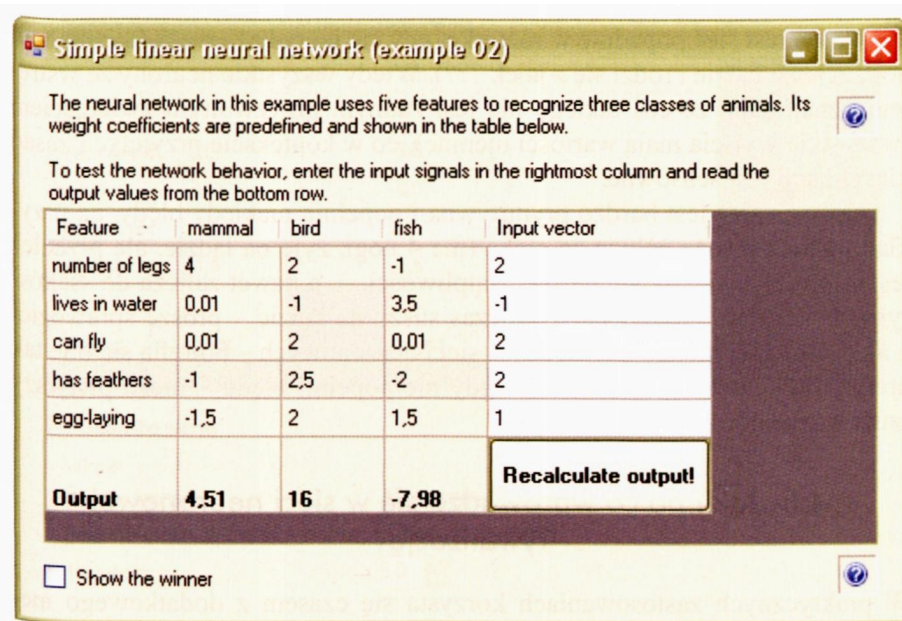 Simple linear neural network (example 02)
The neural network in this example uses five features to recognize three classes of animals. Its
weight coefficients are predefined and shown in the table below.
To test the network behavior, enter the input signals in the rightmost column and read the
output values from the bottom row.
Feature mammal bird fish Input vector
number of legs 4 2 -1 2
lives in water 0,01 -1 3,5 -1
can fly 0,01 2 0,01 2
has feathers -1 2,5 -2 2
egg-laying -1,5 2 1,5 1
Recalculate output!
Output 4,51 16 -7,98
Show the winner